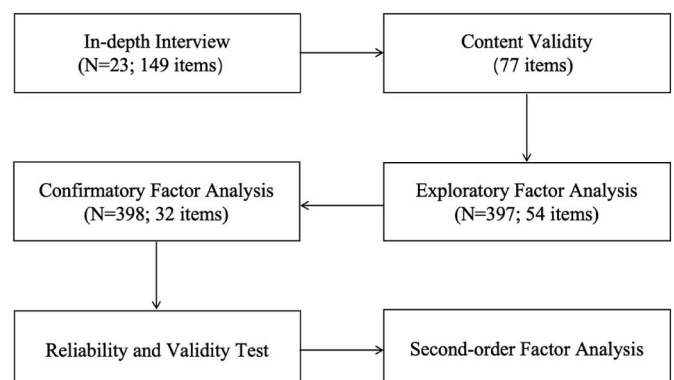 In-depth Interview
(N=23; 149 items)
Content Validity
(77 items)
Exploratory Factor Analysis
(N=397; 54 items)
Confirmatory Factor Analysis
(N=398; 32 items)
Reliability and Validity Test
Second-order Factor Analysis